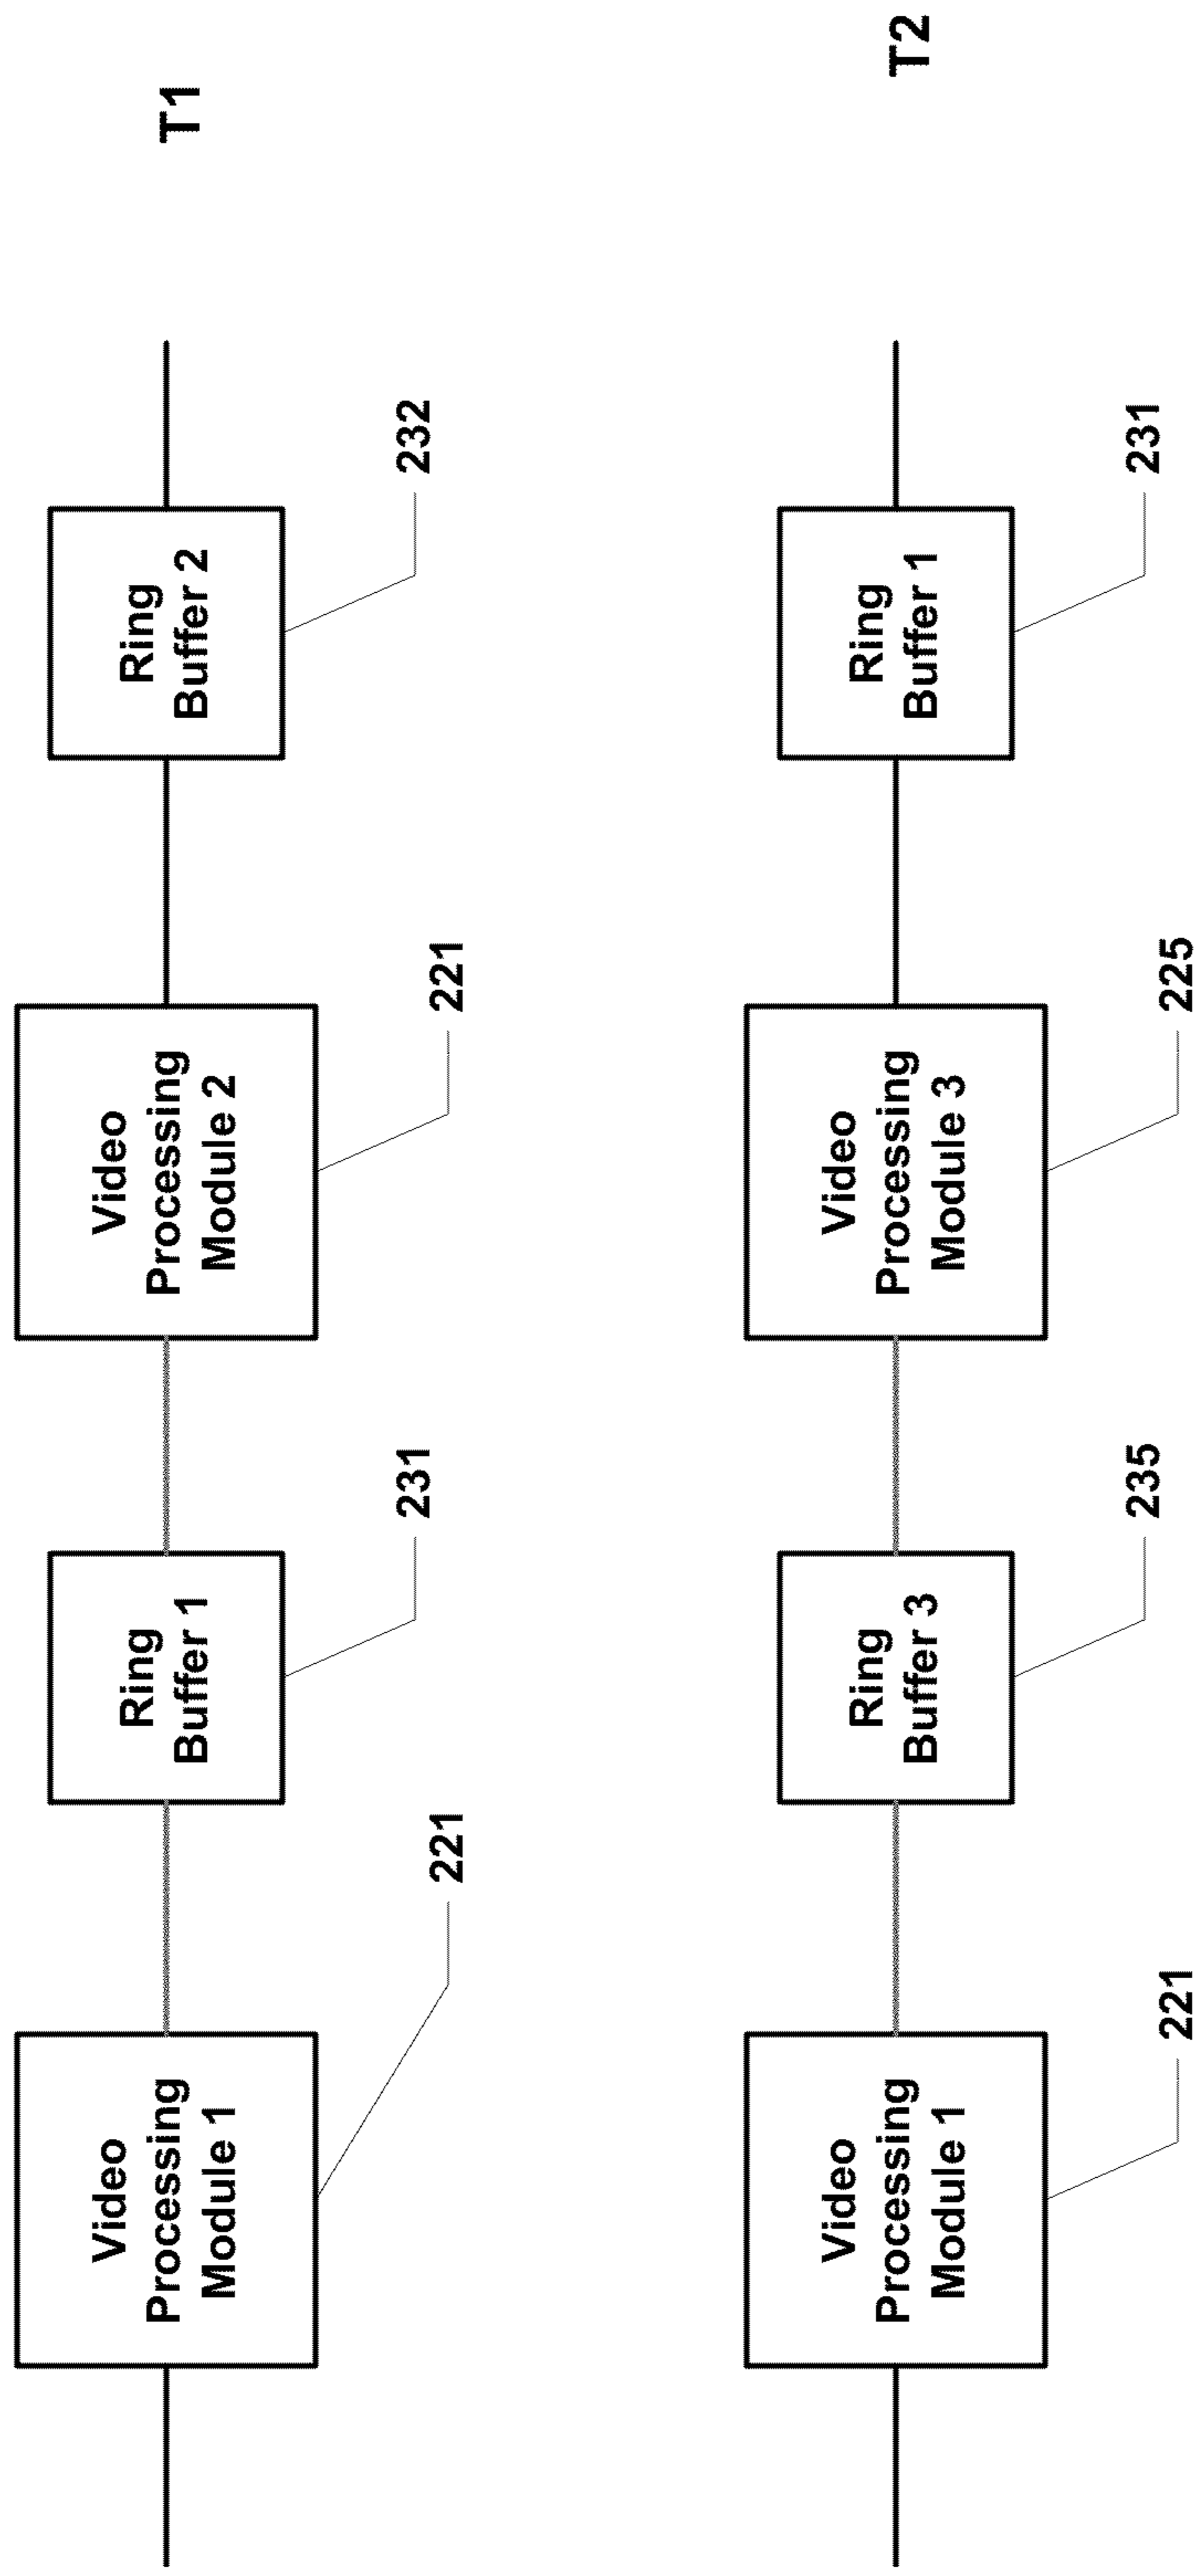 Video
Processing
Module 1
221
Ring
Buffer 1
231
Video
Processing
Module 2
221
Ring
Buffer 2
232
T1
Video
Processing
Module 1
221
Ring
Buffer 3
235
Video
Processing
Module 3
225
Ring
Buffer 1
231
T2